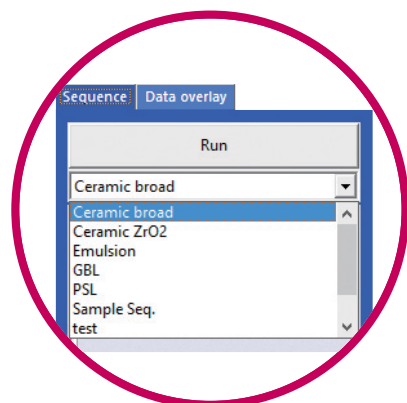 Sequence Data overlay
Run
Ceramic broad
Ceramic broad
Ceramic ZrO2
Emulsion
GBL
PSL
Sample Seq.
test